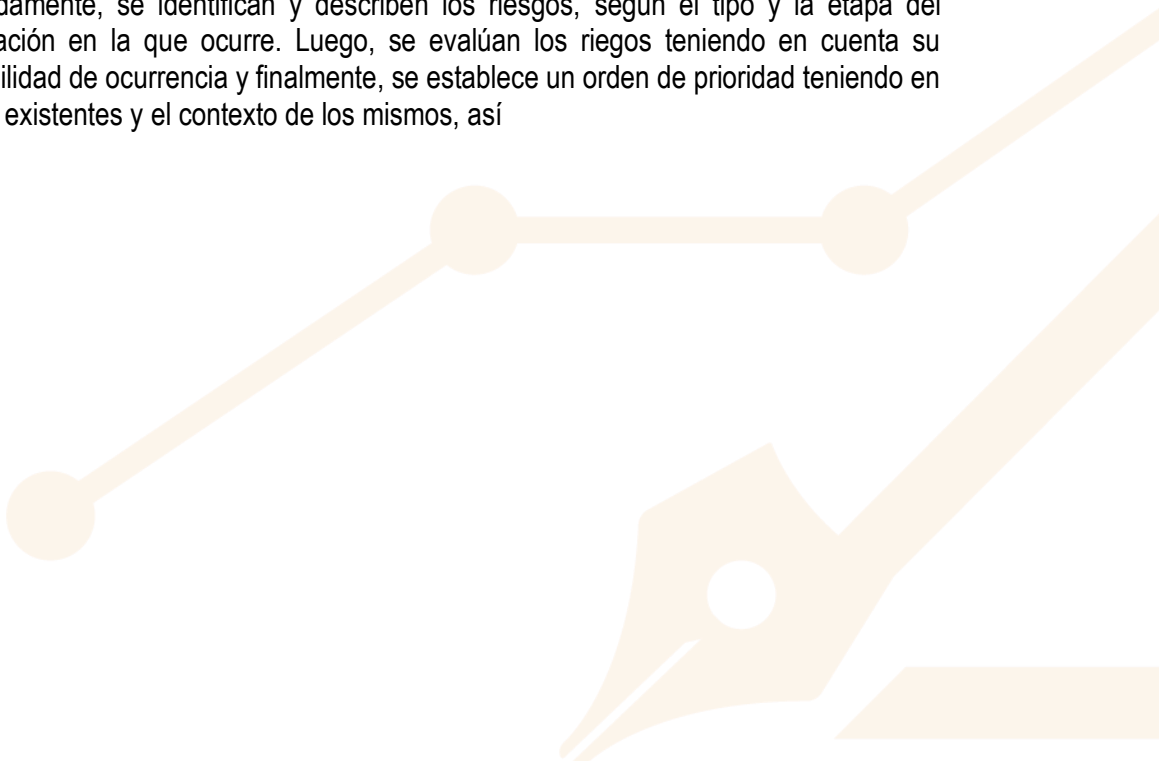 damente, se identifican y describen los riesgos, según el tipo y la etapa del
ación en la que ocurre. Luego, se evalúan los riegos teniendo en cuenta su
ilidad de ocurrencia y finalmente, se establece un orden de prioridad teniendo en
existentes y el contexto de los mismos, así